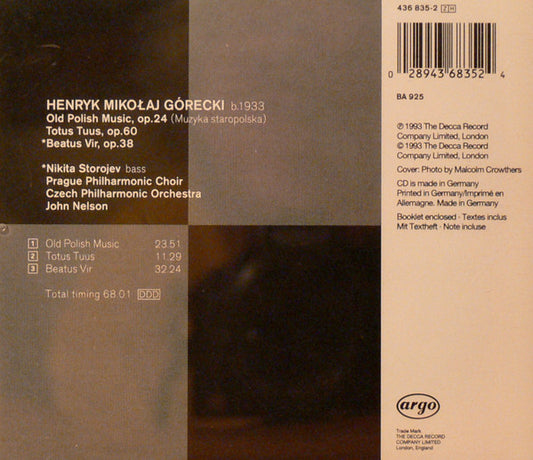 436 835-2 ZH
0 28943 68352 4
BA 925
HENRYK MIKOŁAJ GÓRECKI b.1933
Old Polish Music, op.24 (Muzyka staropolska)
Totus Tuus, op.60
*Beatus Vir, op.38
*Nikita Storojev bass
Prague Philharmonic Choir
Czech Philharmonic Orchestra
John Nelson
1 Old Polish Music 23.51
2 Totus Tuus 11.29
3 Beatus Vir 32.24
Total timing 68.01 DDD
℗ 1993 The Decca Record
Company Limited, London
© 1993 The Decca Record
Company Limited, London
Cover: Photo by Malcolm Crowthers
CD is made in Germany
Printed in Germany/Imprimé en
Allemagne. Made in Germany
Booklet enclosed · Textes inclus
Mit Textheft · Note incluse
argo
Trade Mark
THE DECCA RECORD
COMPANY LIMITED
London, England